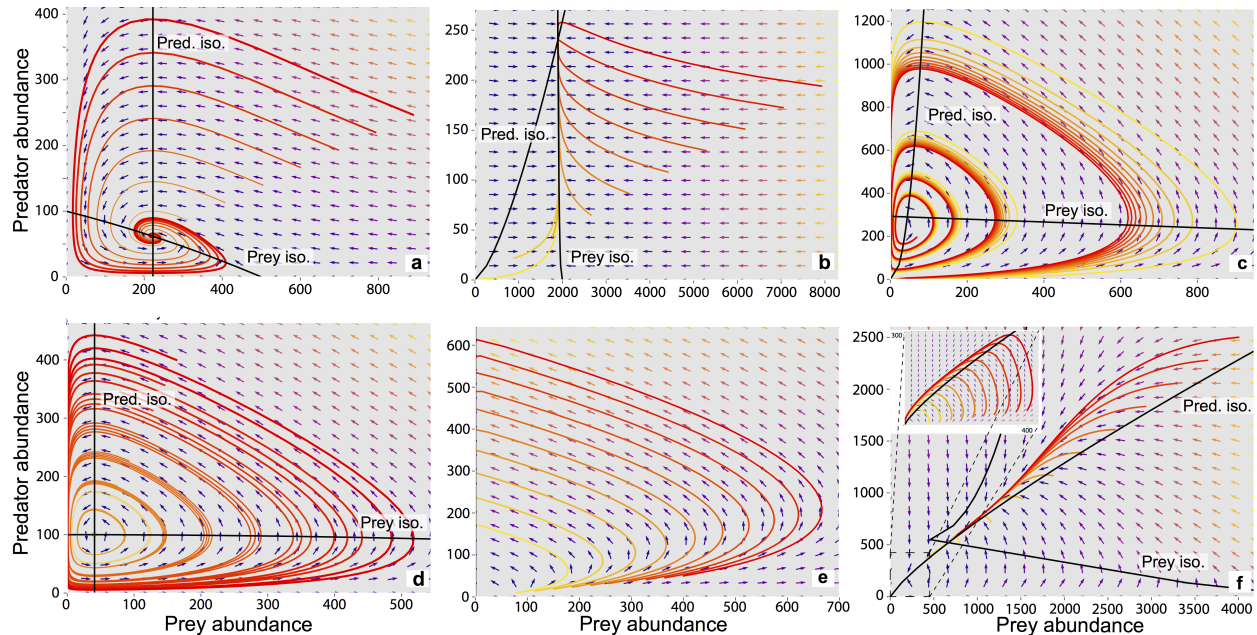 Predator abundance
400
300
200
100
0
0 200 400 600 800
Pred. iso.
Prey iso.
a
250
200
150
100
50
0
0 1000 2000 3000 4000 5000 6000 7000 8000
Pred. iso.
Prey iso.
b
1200
1000
800
600
400
200
0
0 200 400 600 800
Pred. iso.
Prey iso.
c
Predator abundance
400
300
200
100
0
0 100 200 300 400 500
Prey abundance
Pred. iso.
Prey iso.
d
600
500
400
300
200
100
0
0 100 200 300 400 500 600 700
Prey abundance
e
2500
2000
1500
1000
500
0
0 500 1000 1500 2000 2500 3000 3500 4000
Prey abundance
300
400
Pred. iso.
Prey iso.
f